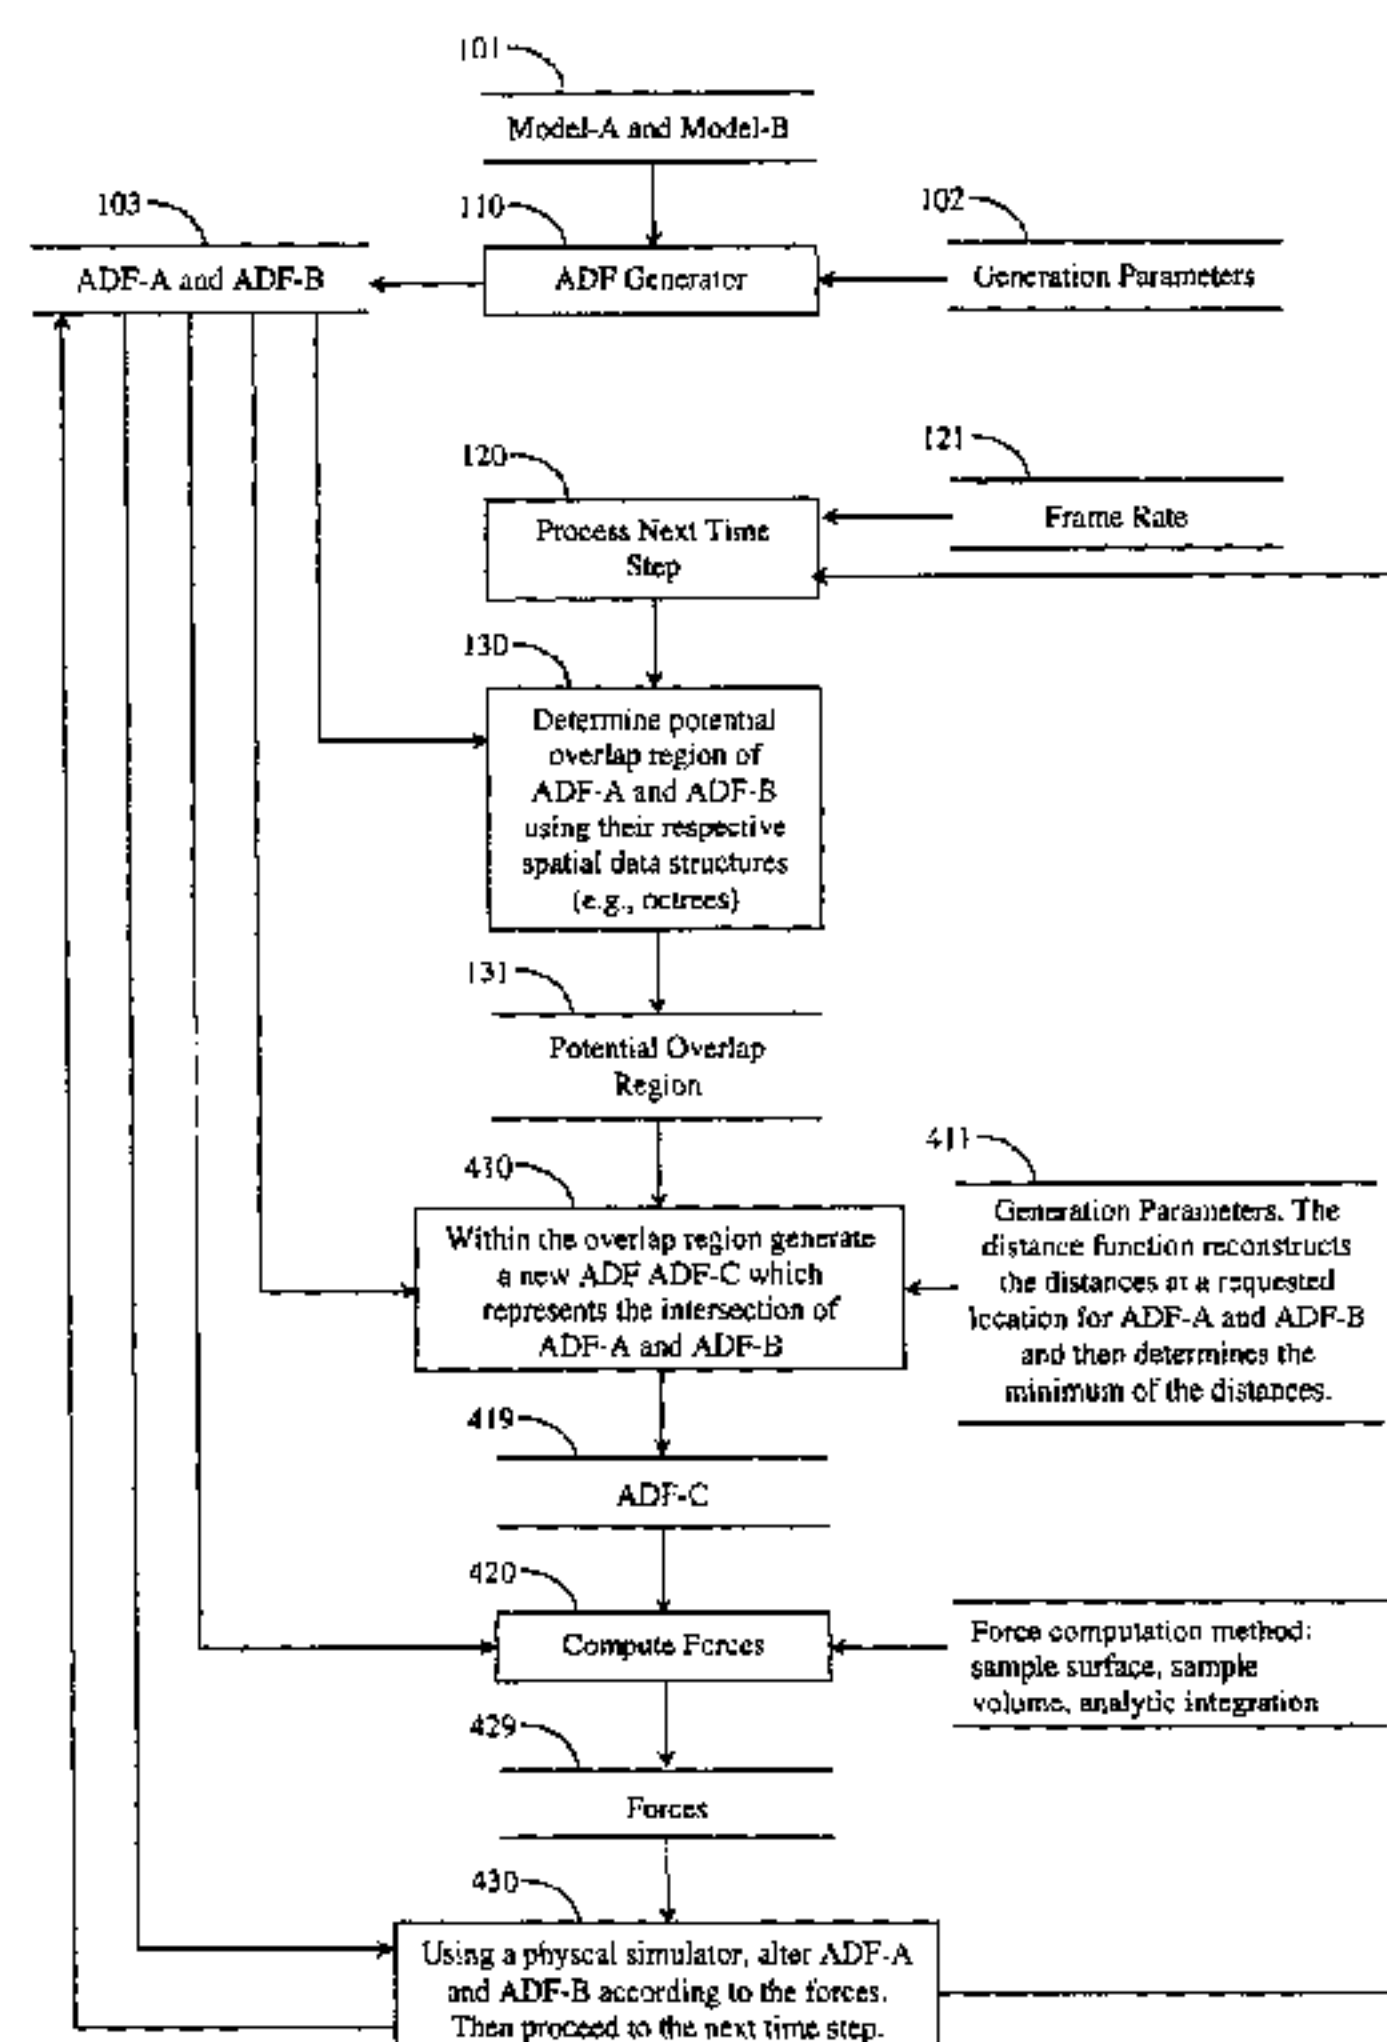 101
Model-A and Model-B
103
110
102
ADF-A and ADF-B
ADF Generator
Generation Parameters
120
121
Process Next Time
Step
Frame Rate
130
Determine potential
overlap region of
ADF-A and ADF-B
using their respective
spatial data structures
(e.g., octrees)
131
Potential Overlap
Region
410
411
Within the overlap region generate
a new ADF ADF-C which
represents the intersection of
ADF-A and ADF-B
Generation Parameters. The
distance function reconstructs
the distances at a requested
location for ADF-A and ADF-B
and then determines the
minimum of the distances.
419
ADF-C
420
Compute Forces
Force computation method:
sample surface, sample
volume, analytic integration
429
Forces
430
Using a physcal simulator, alter ADF-A
and ADF-B according to the forces.
Then proceed to the next time step.